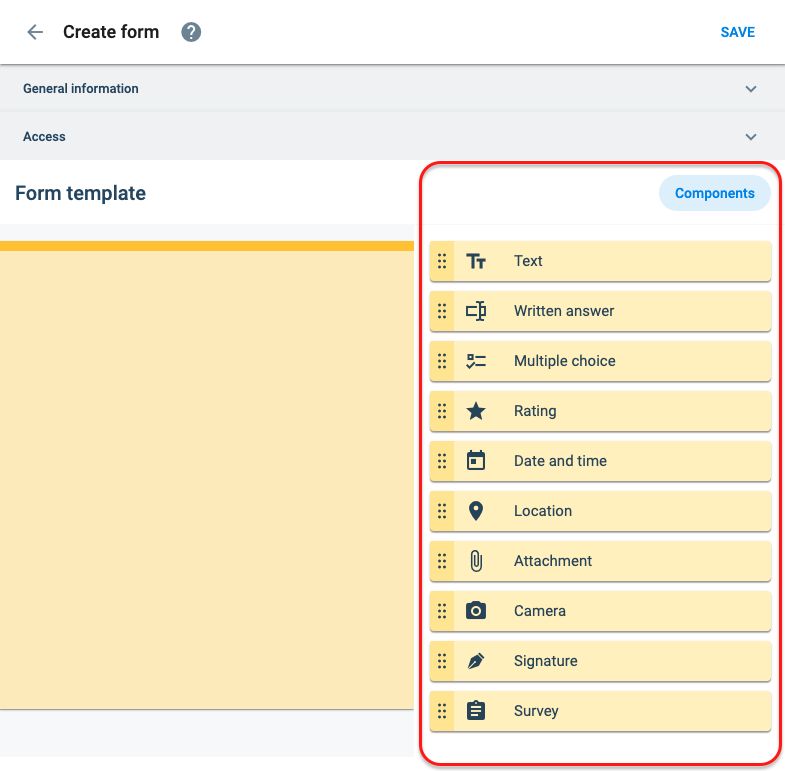 Create form
SAVE
General information
Access
Form template
Components
Text
Written answer
Multiple choice
Rating
Date and time
Location
Attachment
Camera
Signature
Survey